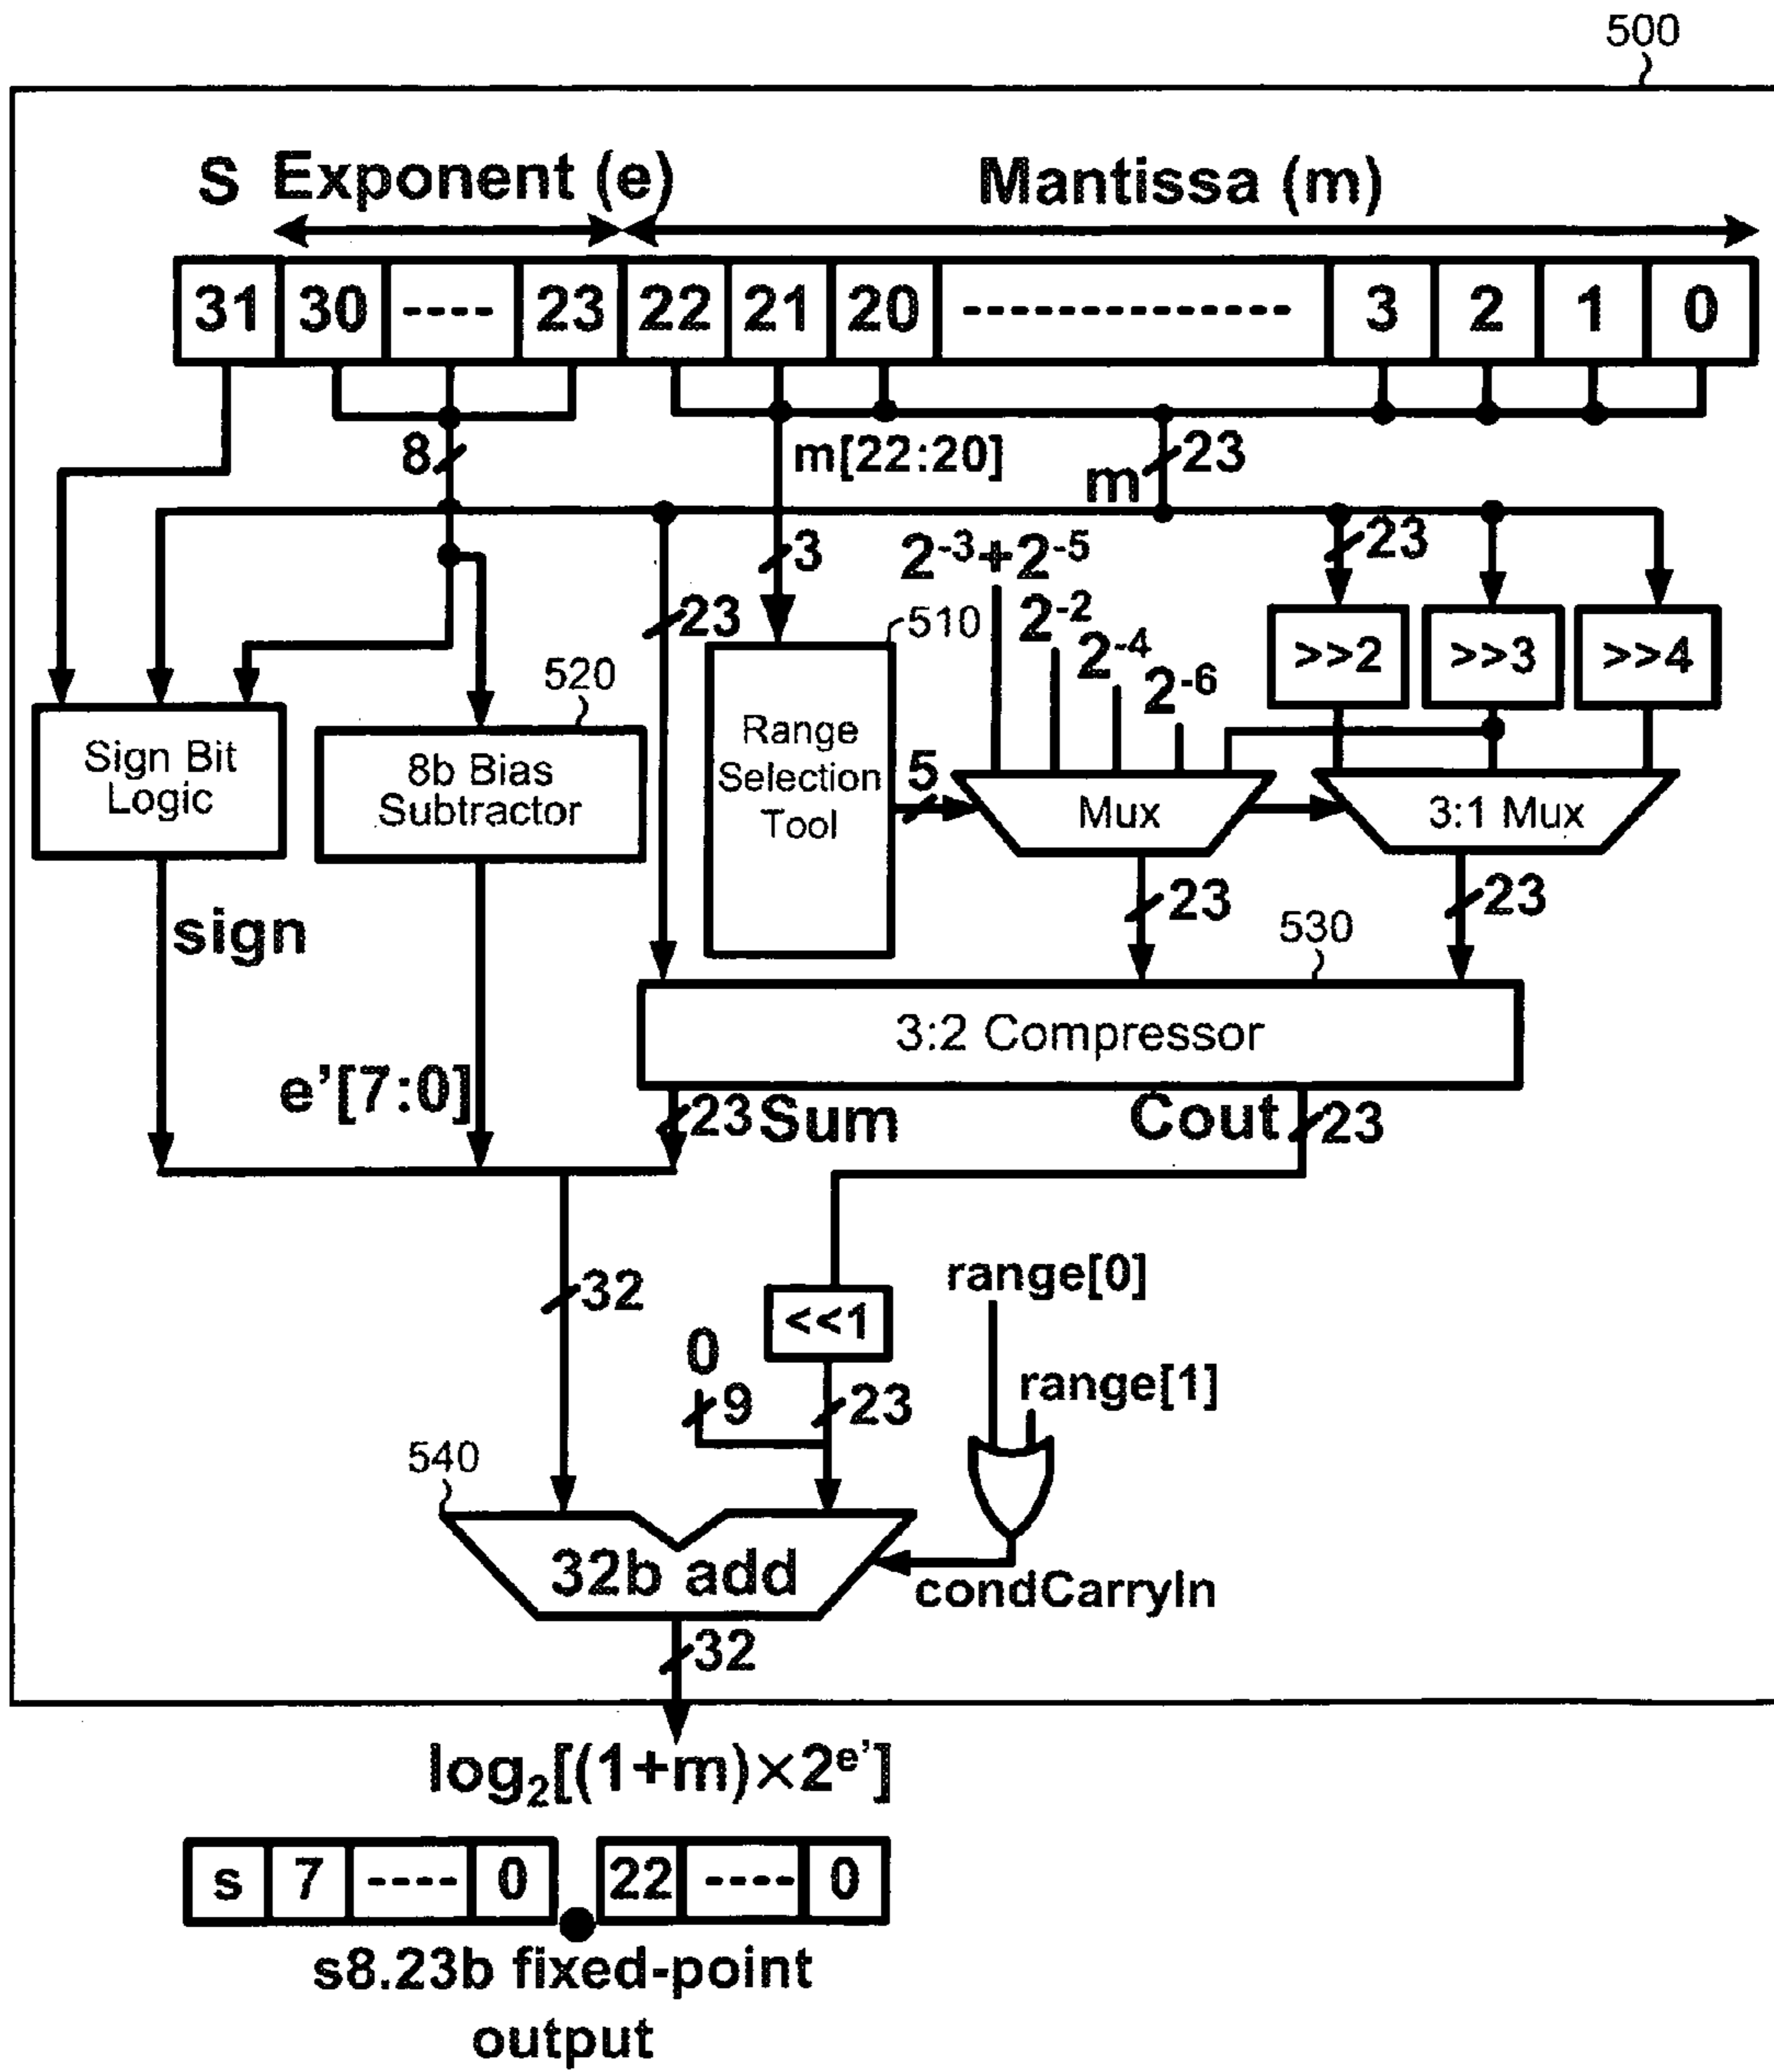 500
S Exponent (e) Mantissa (m)
31 30 ---- 23 22 21 20 -------------- 3 2 1 0
8 m[22:20] m 23
3 2^-3+2^-5 23
23 510 2^-2 >>2 >>3 >>4
520 2^-4
2^-6
Sign Bit Logic
8b Bias Subtractor
Range Selection Tool
5 Mux 3:1 Mux
23 23
sign 530
3:2 Compressor
e'[7:0] 23 Sum Cout 23
32 <<1 range[0]
0 9 23 range[1]
540
32b add condCarryIn
32
log₂[(1+m)×2^e']
s 7 ---- 0 22 ---- 0
s8.23b fixed-point
output